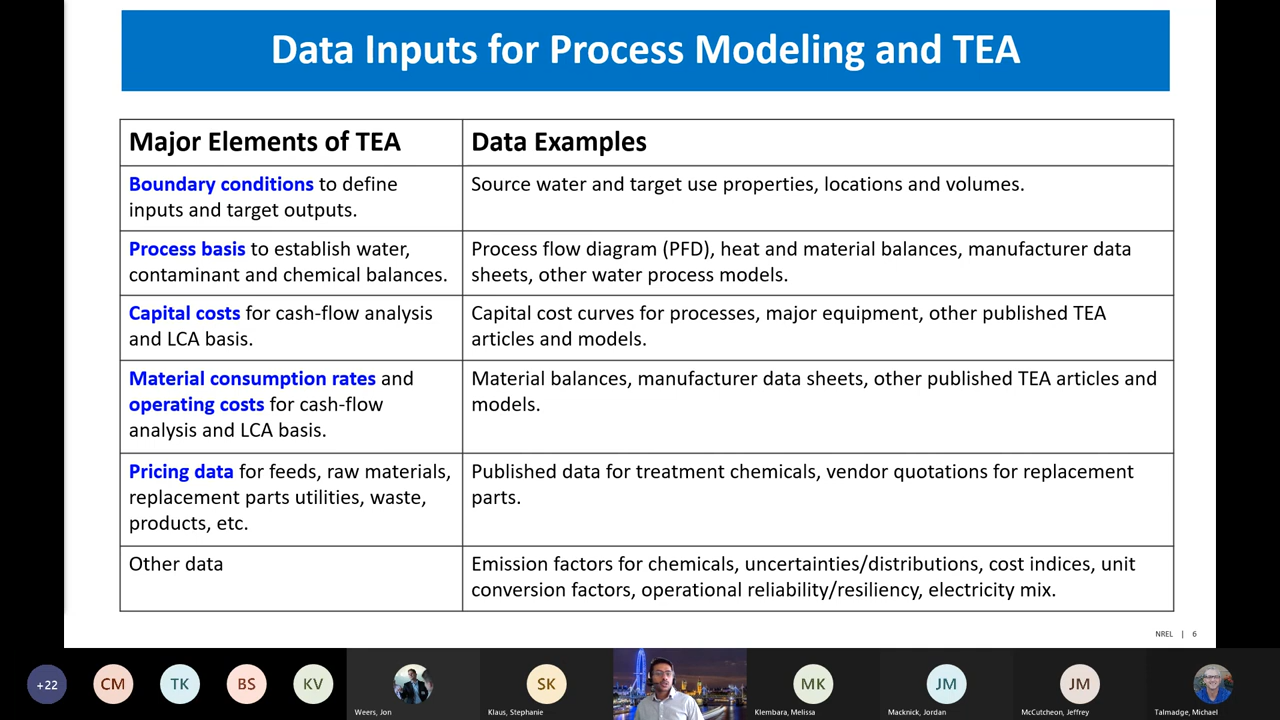 Data Inputs for Process Modeling and TEA
Major Elements of TEA
Data Examples
Boundary conditions to define
inputs and target outputs.
Source water and target use properties, locations and volumes.
Process basis to establish water,
contaminant and chemical balances.
Process flow diagram (PFD), heat and material balances, manufacturer data
sheets, other water process models.
Capital costs for cash-flow analysis
and LCA basis.
Capital cost curves for processes, major equipment, other published TEA
articles and models.
Material consumption rates and
operating costs for cash-flow
analysis and LCA basis.
Material balances, manufacturer data sheets, other published TEA articles and
models.
Pricing data for feeds, raw materials,
replacement parts utilities, waste,
products, etc.
Published data for treatment chemicals, vendor quotations for replacement
parts.
Other data
Emission factors for chemicals, uncertainties/distributions, cost indices, unit
conversion factors, operational reliability/resiliency, electricity mix.
NREL | 6
+22
CM
TK
BS
KV
Weers, Jon
SK
Klaus, Stephanie
MK
Klembara, Melissa
JM
Macknick, Jordan
JM
McCutcheon, Jeffrey
Talmadge, Michael